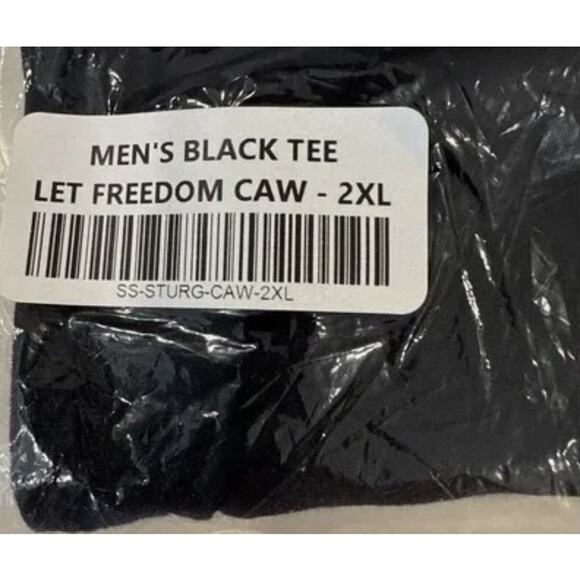 MEN'S BLACK TEE
LET FREEDOM CAW - 2XL
SS-STURG-CAW-2XL